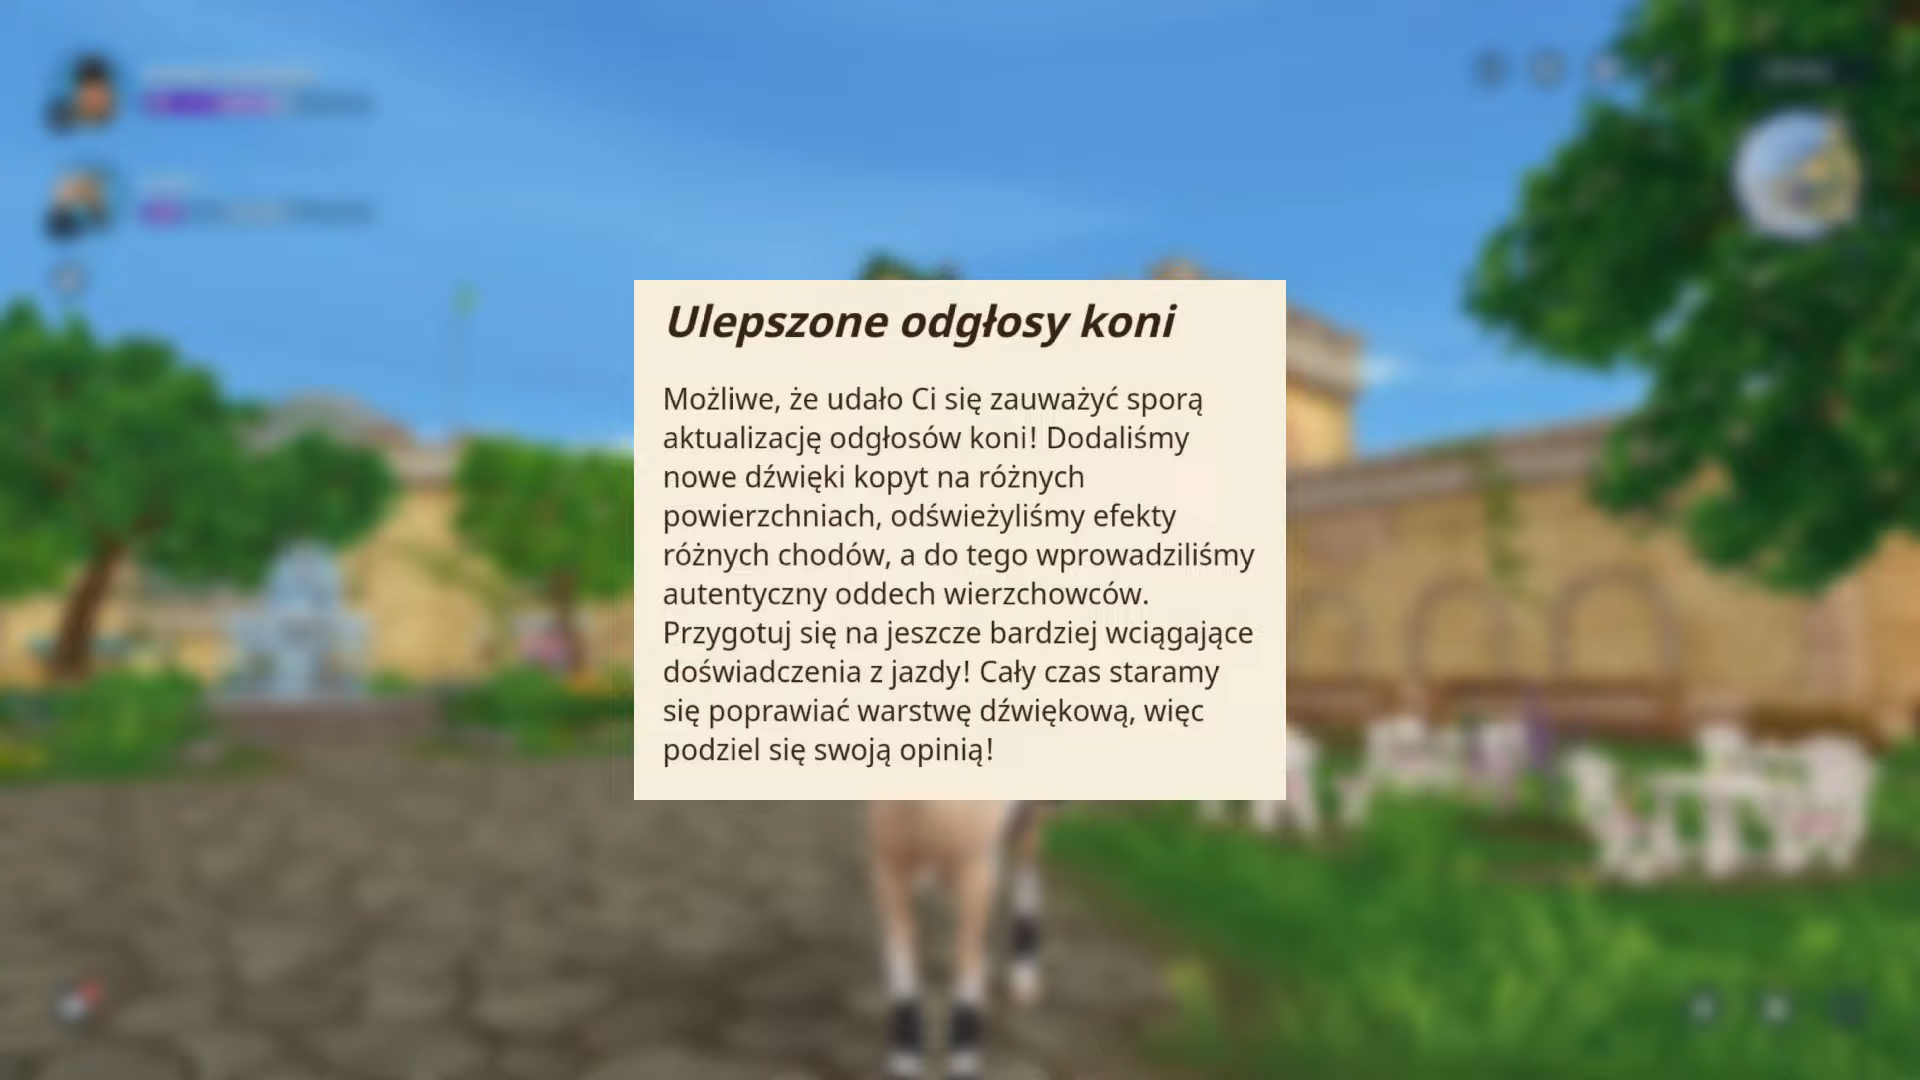 Ulepszone odgłosy koni
Możliwe, że udało Ci się zauważyć sporą
aktualizację odgłosów koni! Dodaliśmy
nowe dźwięki kopyt na różnych
powierzchniach, odświeżyliśmy efekty
różnych chodów, a do tego wprowadziliśmy
autentyczny oddech wierzchowców.
Przygotuj się na jeszcze bardziej wciągające
doświadczenia z jazdy! Cały czas staramy
się poprawiać warstwę dźwiękową, więc
podziel się swoją opinią!